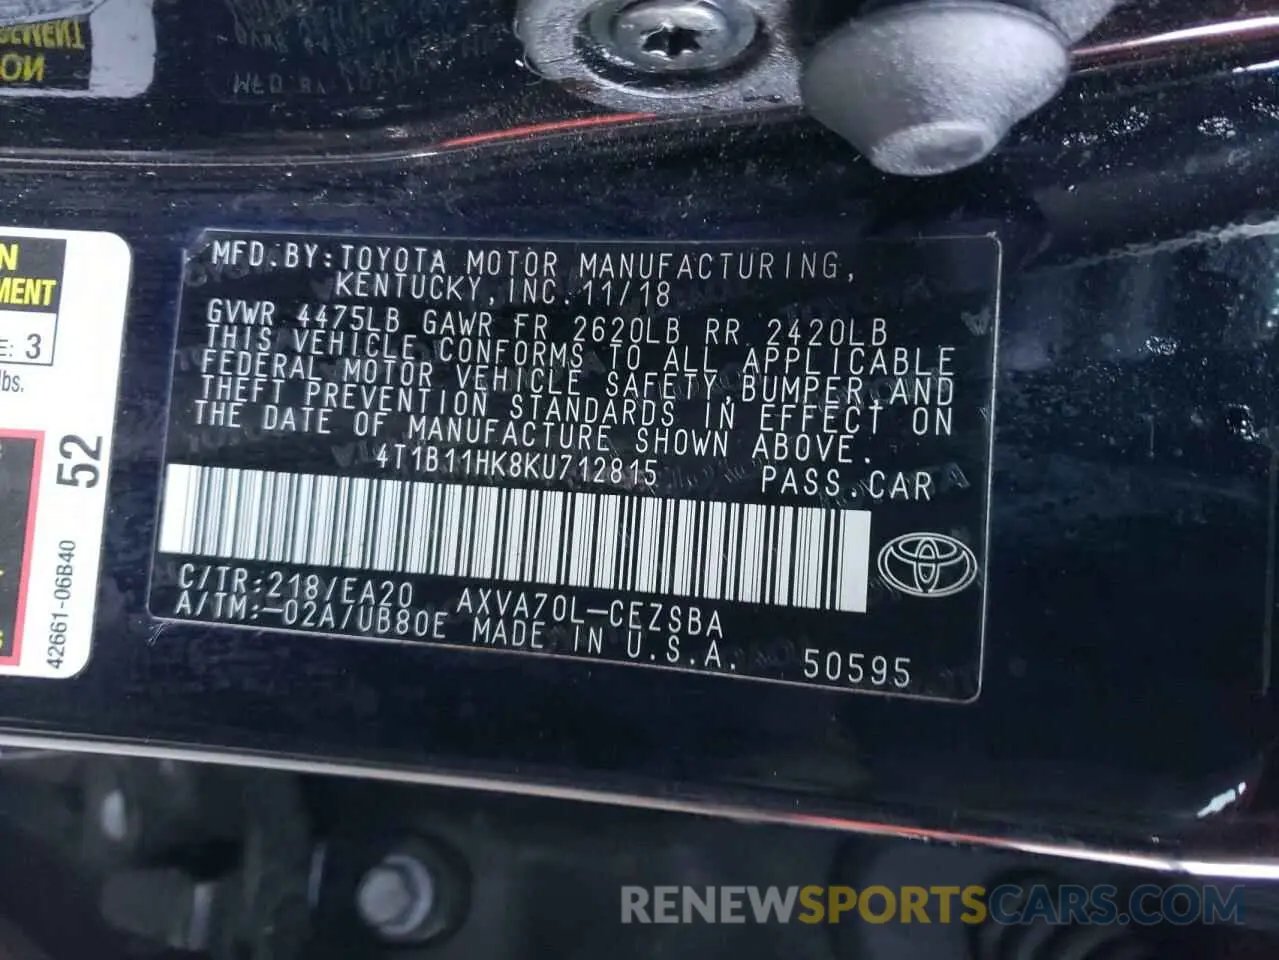 MFD.BY:TOYOTA MOTOR MANUFACTURING,
KENTUCKY,INC.11/18
GVWR 4475LB GAWR FR 2620LB RR 2420LB
THIS VEHICLE CONFORMS TO ALL APPLICABLE
FEDERAL MOTOR VEHICLE SAFETY,BUMPER,AND
THEFT PREVENTION STANDARDS IN EFFECT ON
THE DATE OF MANUFACTURE SHOWN ABOVE.
4T1B11HK8KU712815 PASS.CAR
C/TR:218/EA20 AXVA70L-CEZSBA
A/TM:-02A/UB80E MADE IN U.S.A. 50595
N
MENT
E: 3
lbs.
52
42661-06B40
RENEWSPORTSCARS.COM